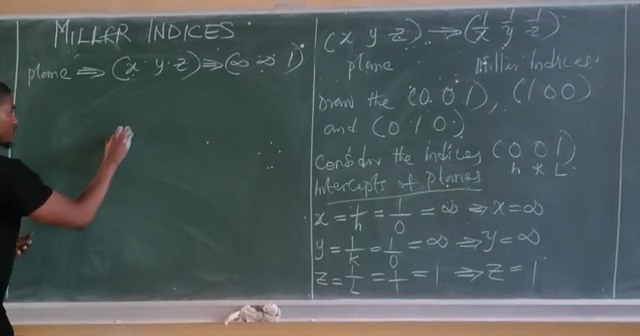 MILLER INDICES
plane ⇒ (x y z) ⇒ (∞ ∞ 1)
(x y z) → (1/x 1/y 1/z)
plane Miller Indices.
Draw the (0 0 1), (1 0 0)
and (0 1 0)
Consider the indices (0 0 1)
h k L
Intercepts of planes
x = 1/h = 1/0 = ∞ ⇒ x = ∞
y = 1/k = 1/0 = ∞ ⇒ y = ∞
z = 1/L = 1/1 = 1 ⇒ z = 1